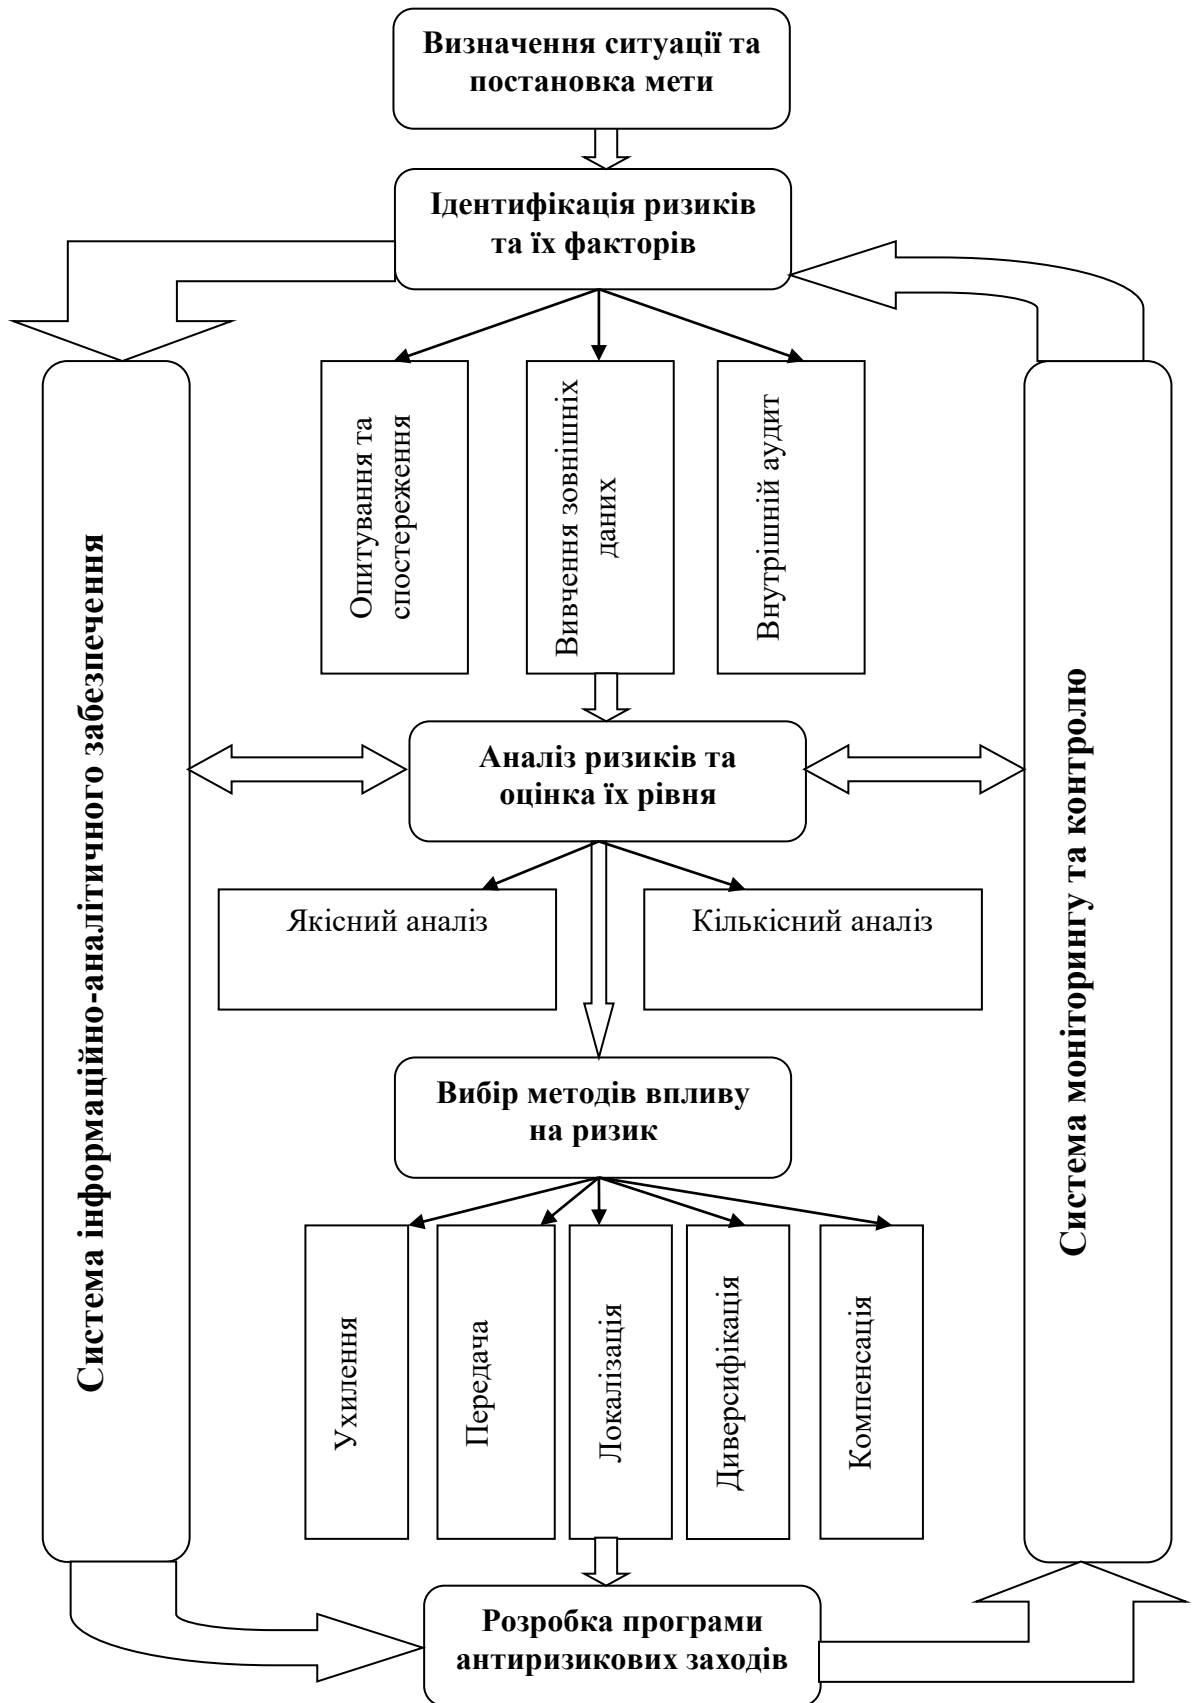 Визначення ситуації та
постановка мети
Ідентифікація ризиків
та їх факторів
Опитування та
спостереження
Вивчення зовнішніх
даних
Внутрішній аудит
Система інформаційно-аналітичного забезпечення
Система моніторингу та контролю
Аналіз ризиків та
оцінка їх рівня
Якісний аналіз
Кількісний аналіз
Вибір методів впливу
на ризик
Ухилення
Передача
Локалізація
Диверсифікація
Компенсація
Розробка програми
антиризикових заходів